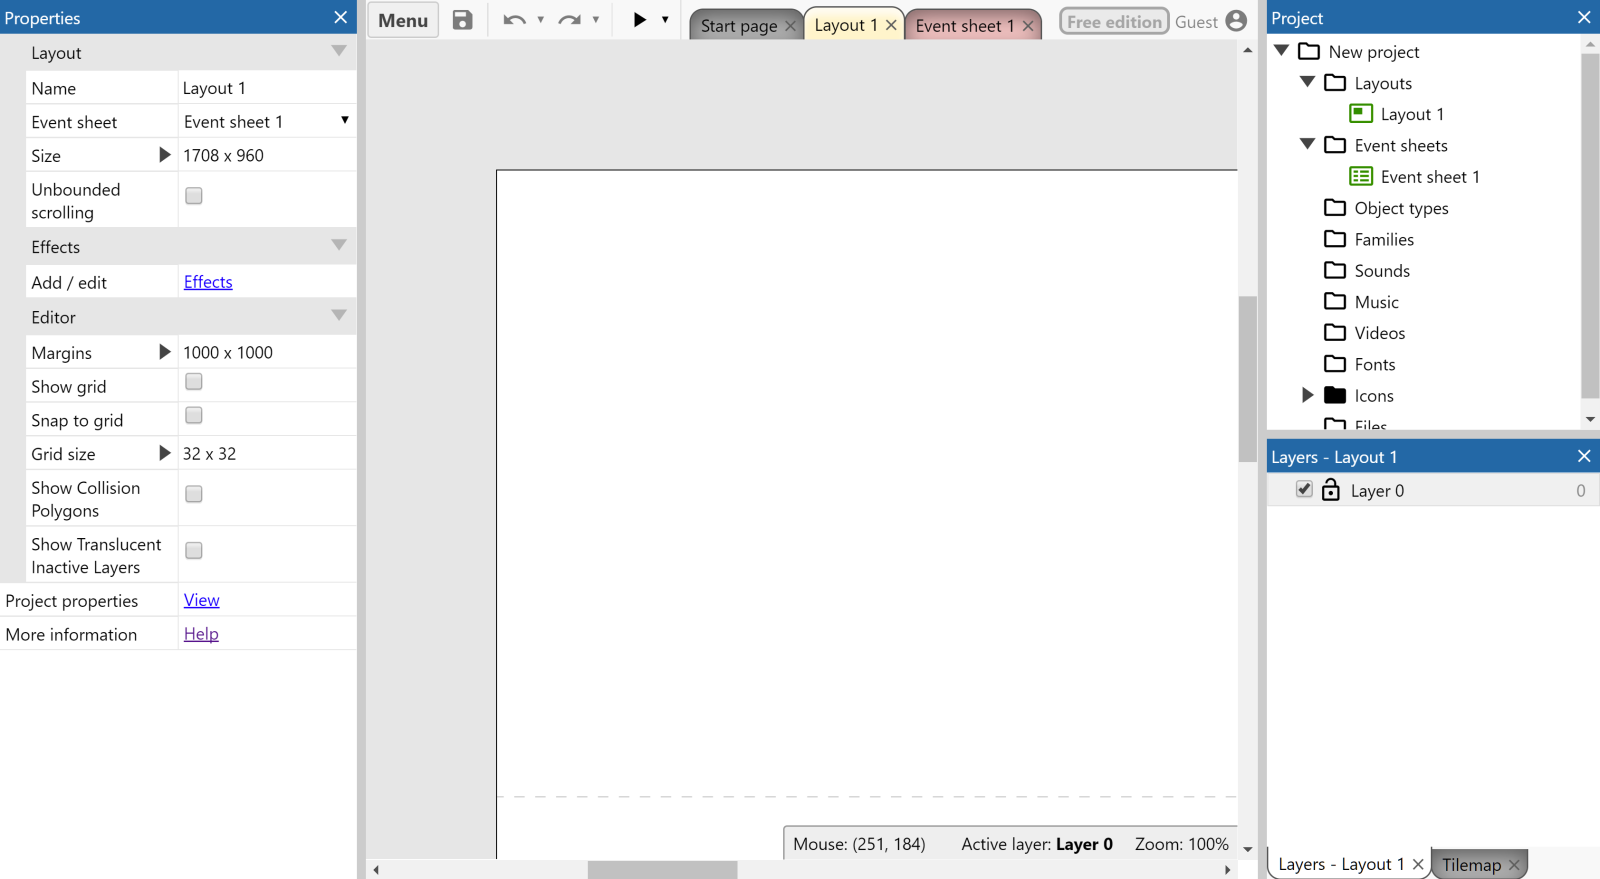 Properties
Layout
Name Layout 1
Event sheet Event sheet 1
Size 1708 x 960
Unbounded
scrolling
Effects
Add / edit Effects
Editor
Margins 1000 x 1000
Show grid
Snap to grid
Grid size 32 x 32
Show Collision
Polygons
Show Translucent
Inactive Layers
Project properties View
More information Help
Menu Start page Layout 1 Event sheet 1 Free edition Guest
Mouse: (251, 184) Active layer: Layer 0 Zoom: 100%
Project
New project
Layouts
Layout 1
Event sheets
Event sheet 1
Object types
Families
Sounds
Music
Videos
Fonts
Icons
Files
Layers - Layout 1
Layer 0 0
Layers - Layout 1 Tilemap